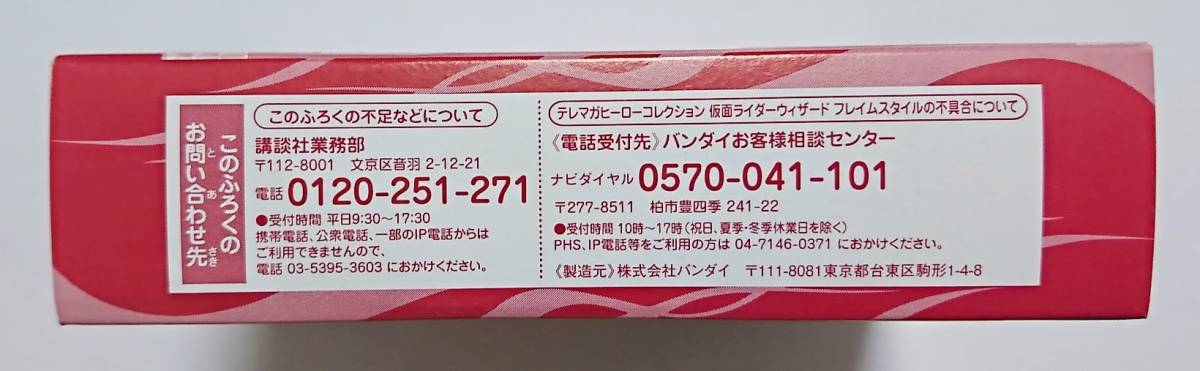 このふろくの
お問い合わせ先
と あ さき
このふろくの不足などについて
講談社業務部
〒112-8001 文京区音羽 2-12-21
電話 0120-251-271
●受付時間 平日9:30〜17:30
携帯電話、公衆電話、一部のIP電話からは
ご利用できませんので、
電話 03-5395-3603 におかけください。
テレマガヒーローコレクション 仮面ライダーウィザード フレイムスタイルの不具合について
《電話受付先》バンダイお客様相談センター
ナビダイヤル 0570-041-101
〒277-8511 柏市豊四季 241-22
●受付時間 10時〜17時(祝日、夏季・冬季休業日を除く)
PHS、IP電話等をご利用の方は 04-7146-0371 におかけください。
《製造元》株式会社バンダイ 〒111-8081東京都台東区駒形1-4-8